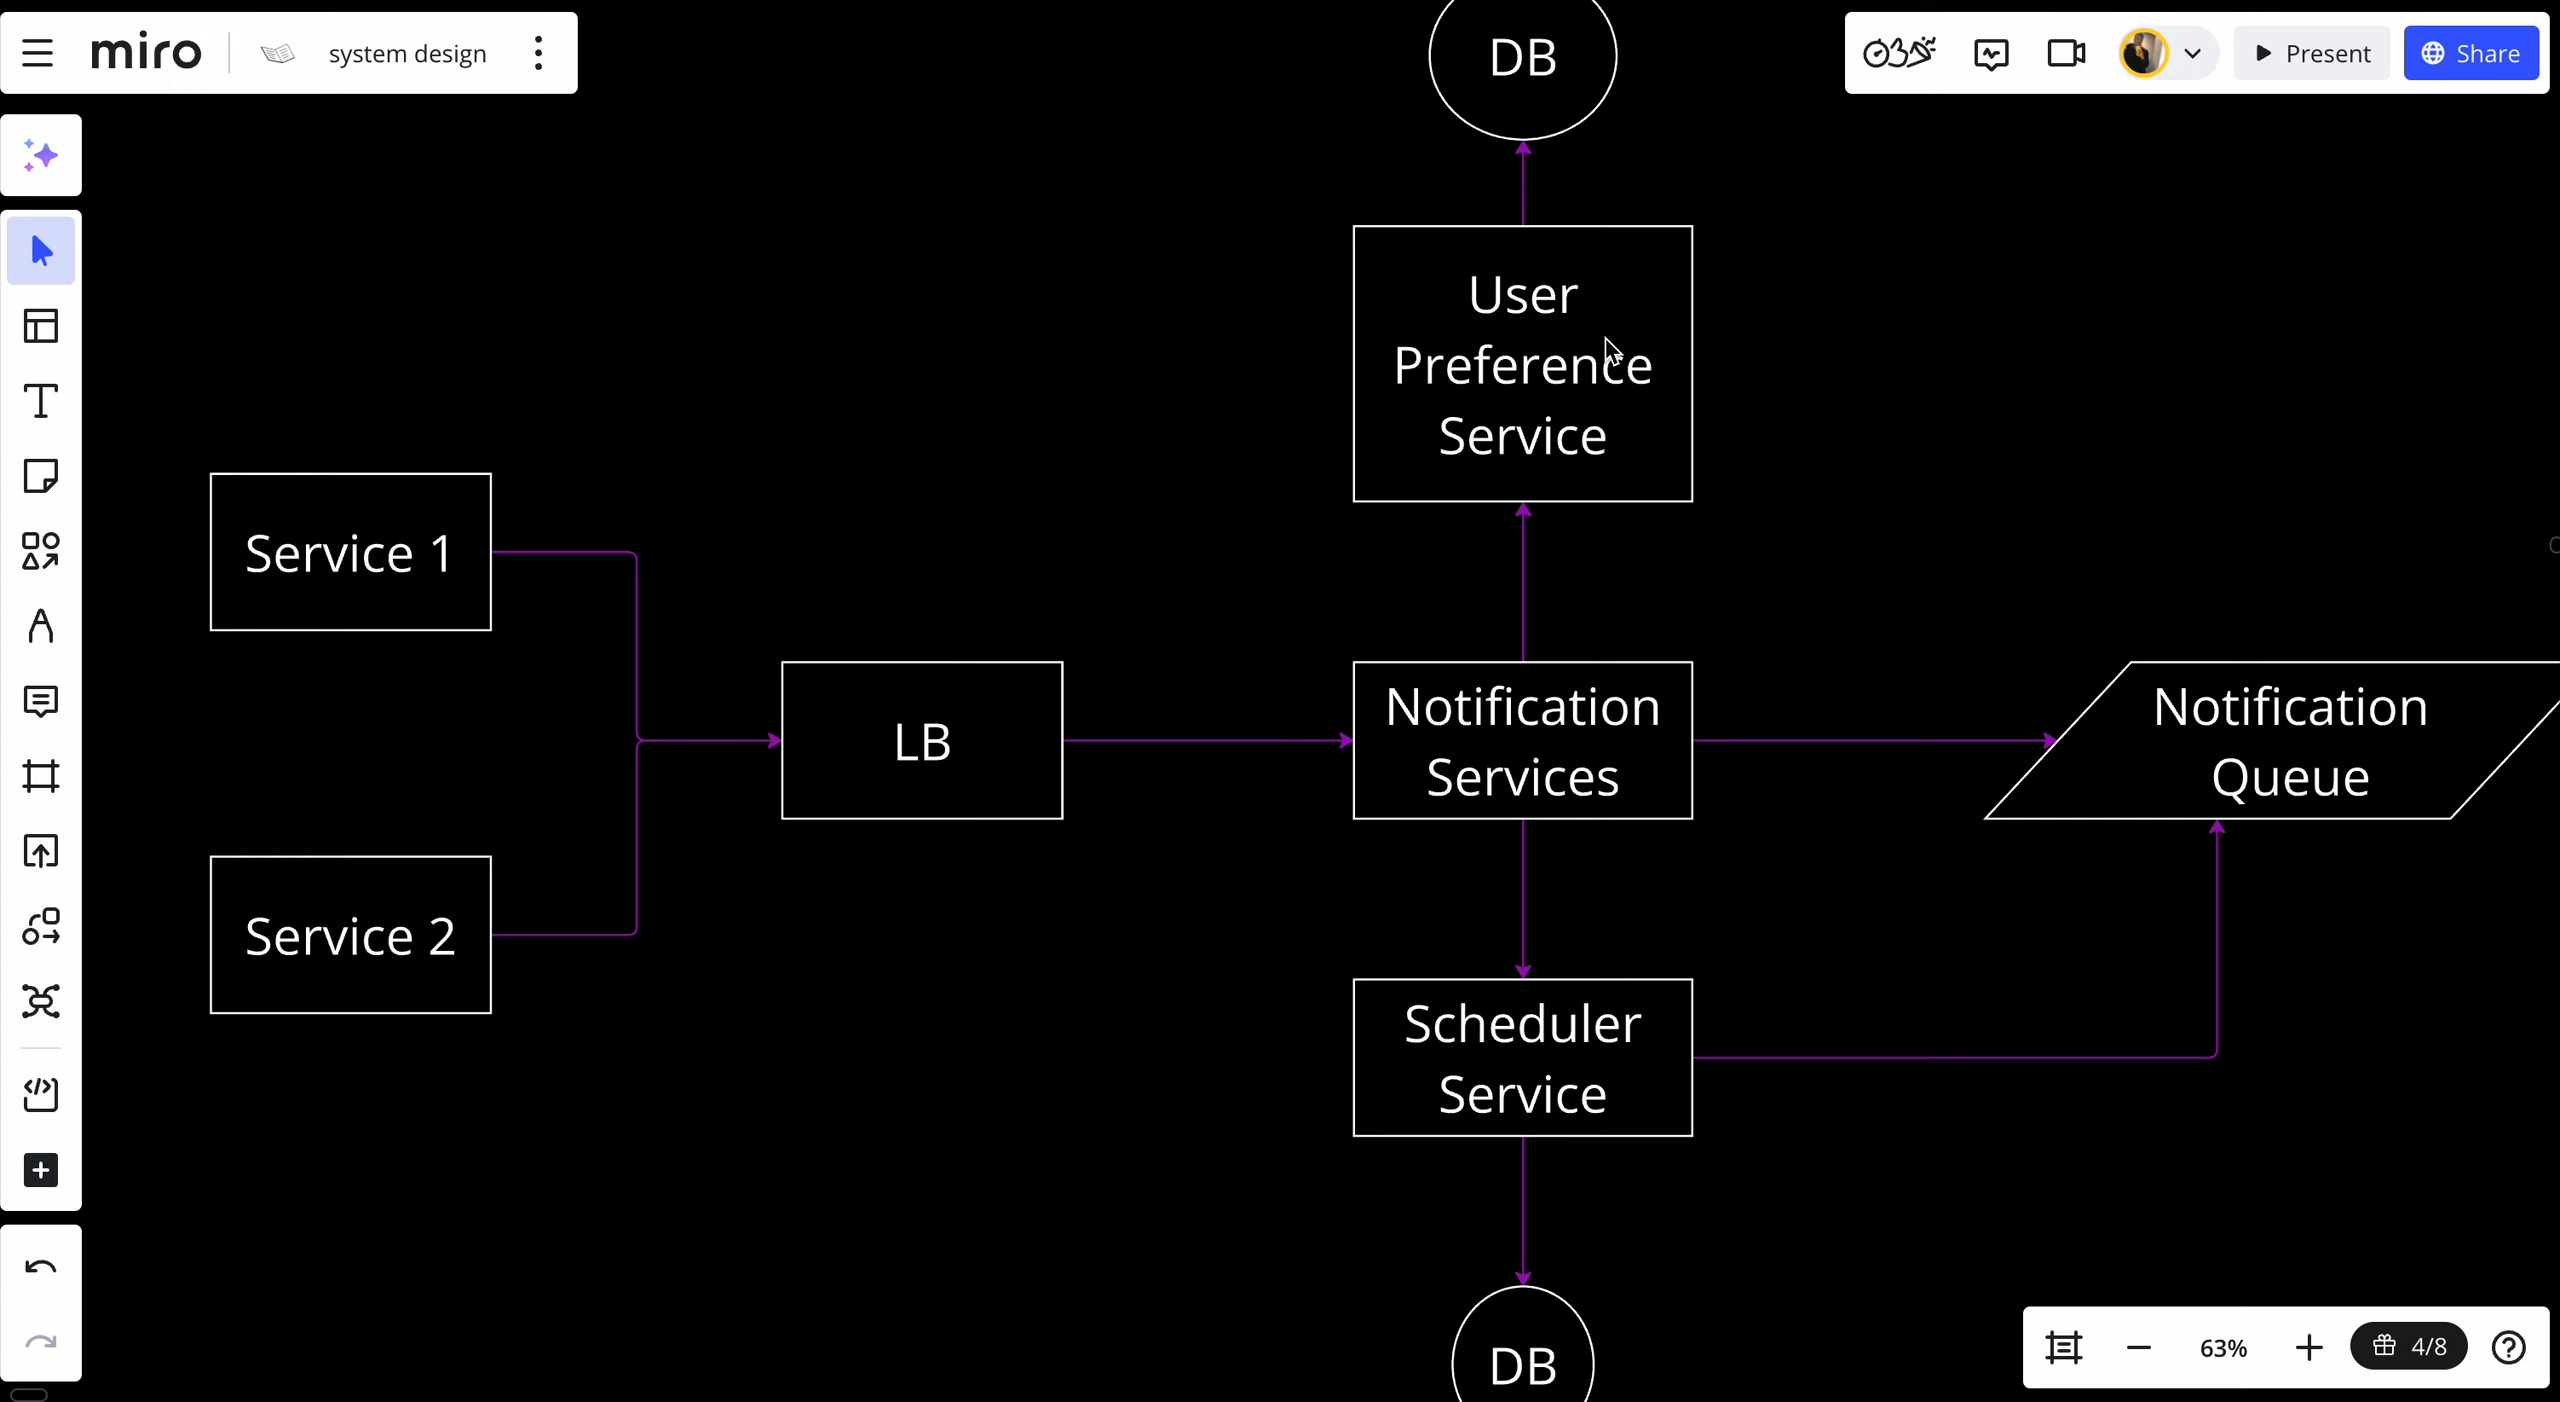 miro
system design
Present
Share
DB
User
Preference
Service
Service 1
LB
Notification
Services
Notification
Queue
Service 2
Scheduler
Service
DB
63%
4/8